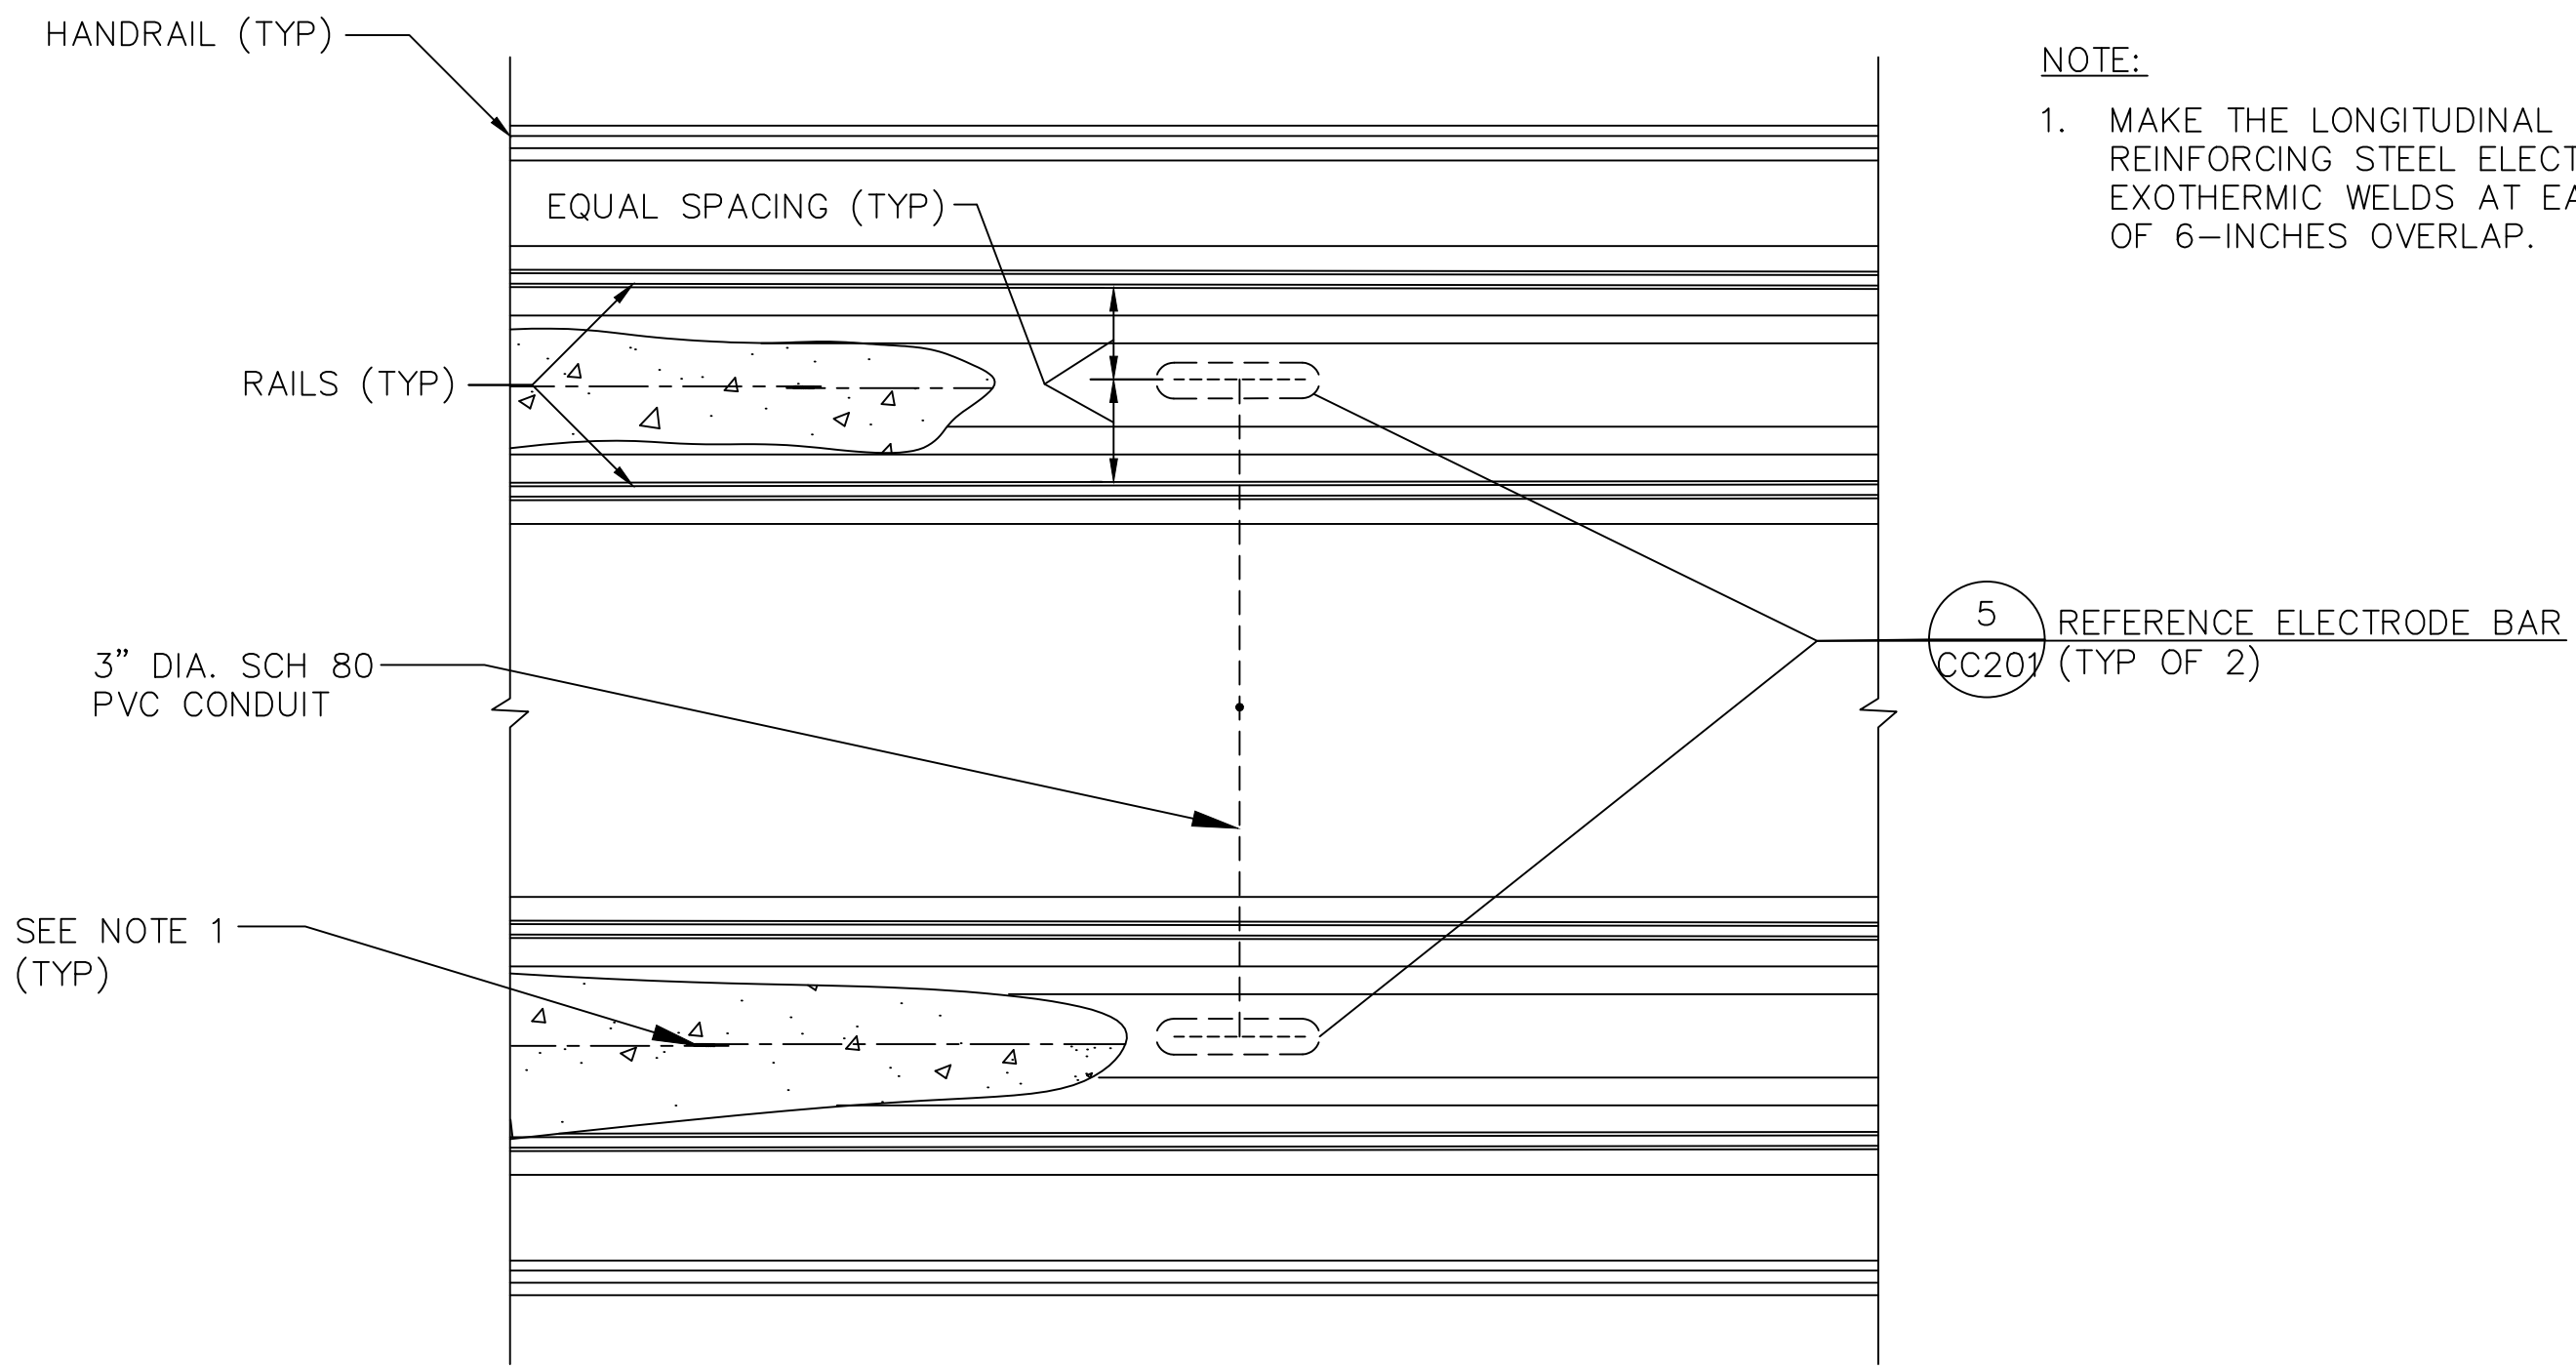 HANDRAIL (TYP)
NOTE:
1. MAKE THE LONGITUDINAL
REINFORCING STEEL
EXOTHERMIC WELDS AT
OF 6-INCHES OVERLAP.
EQUAL SPACING (TYP)
RAILS (TYP)
3" DIA. SCH 80
PVC CONDUIT
5
CC201
REFERENCE ELECTRODE BAR
(TYP OF 2)
SEE NOTE 1
(TYP)